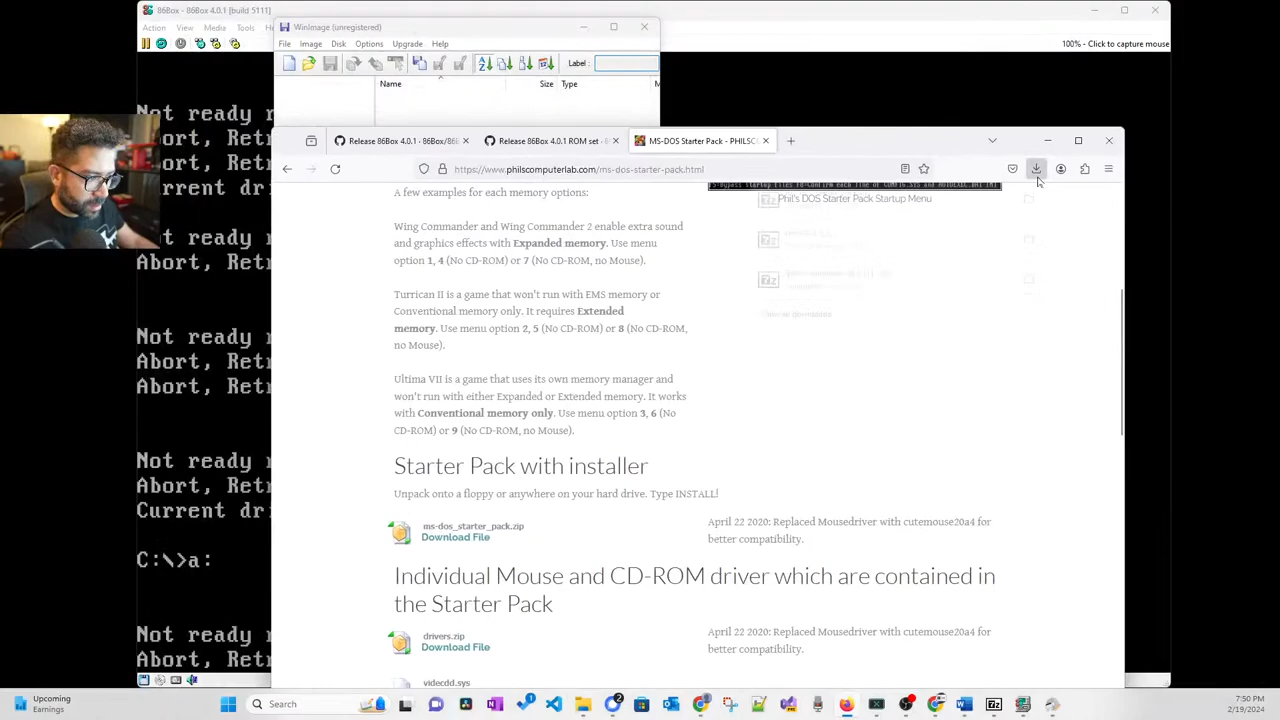 86Box 4.0.1 [build 5111]
Action View Media Tools
100% - Click to capture mouse
WinImage (unregistered)
File Image Disk Options Upgrade Help
Label :
Name Size Type M
Release 86Box 4.0.1 · 86Box/86B
Release 86Box 4.0.1 ROM set · 8
MS-DOS Starter Pack - PHILSCO
https://www.philscomputerlab.com/ms-dos-starter-pack.html
A few examples for each memory options:
Phil's DOS Starter Pack Startup Menu
Wing Commander and Wing Commander 2 enable extra sound
and graphics effects with Expanded memory. Use menu
option 1, 4 (No CD-ROM) or 7 (No CD-ROM, no Mouse).
Turrican II is a game that won't run with EMS memory or
Conventional memory only. It requires Extended
memory. Use menu option 2, 5 (No CD-ROM) or 8 (No CD-ROM,
no Mouse).
Ultima VII is a game that uses its own memory manager and
won't run with either Expanded or Extended memory. It works
with Conventional memory only. Use menu option 3, 6 (No
CD-ROM) or 9 (No CD-ROM, no Mouse).
Starter Pack with installer
Unpack onto a floppy or anywhere on your hard drive. Type INSTALL!
ms-dos_starter_pack.zip
Download File
April 22 2020: Replaced Mousedriver with cutemouse20a4 for
better compatibility.
Individual Mouse and CD-ROM driver which are contained in
the Starter Pack
drivers.zip
Download File
April 22 2020: Replaced Mousedriver with cutemouse20a4 for
better compatibility.
videcdd.sys
Not ready r
Abort, Retr
Current dri
Not ready r
Abort, Retr
Not ready r
Abort, Retr
Abort, Retr
Not ready r
Abort, Retr
Current dri
C:\>a:
Not ready r
Abort, Retr
Upcoming
Earnings
Search
7:50 PM
2/19/2024